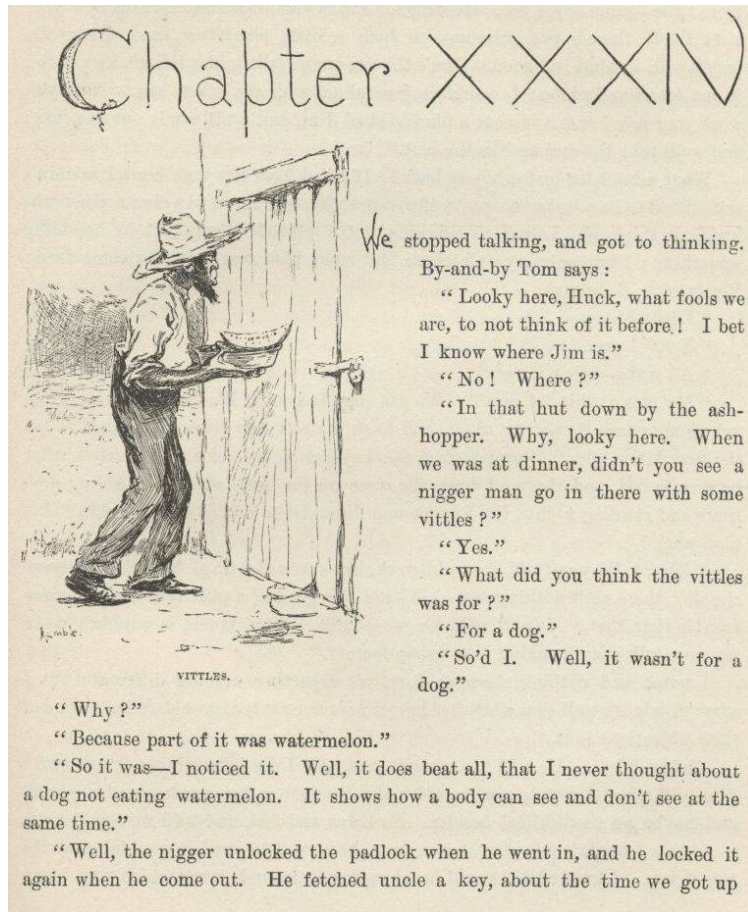 Chapter XXXIV
We stopped talking, and got to thinking.
By-and-by Tom says :
“ Looky here, Huck, what fools we
are, to not think of it before ! I bet
I know where Jim is.”
“ No ! Where ?”
“In that hut down by the ash-
hopper. Why, looky here. When
we was at dinner, didn’t you see a
nigger man go in there with some
vittles ?”
“ Yes.”
“What did you think the vittles
was for ?”
“ For a dog.”
“So’d I. Well, it wasn’t for a
dog.”
Kemble.
VITTLES.
“ Why ?”
“ Because part of it was watermelon.”
“ So it was—I noticed it. Well, it does beat all, that I never thought about
a dog not eating watermelon. It shows how a body can see and don’t see at the
same time.”
“ Well, the nigger unlocked the padlock when he went in, and he locked it
again when he come out. He fetched uncle a key, about the time we got up